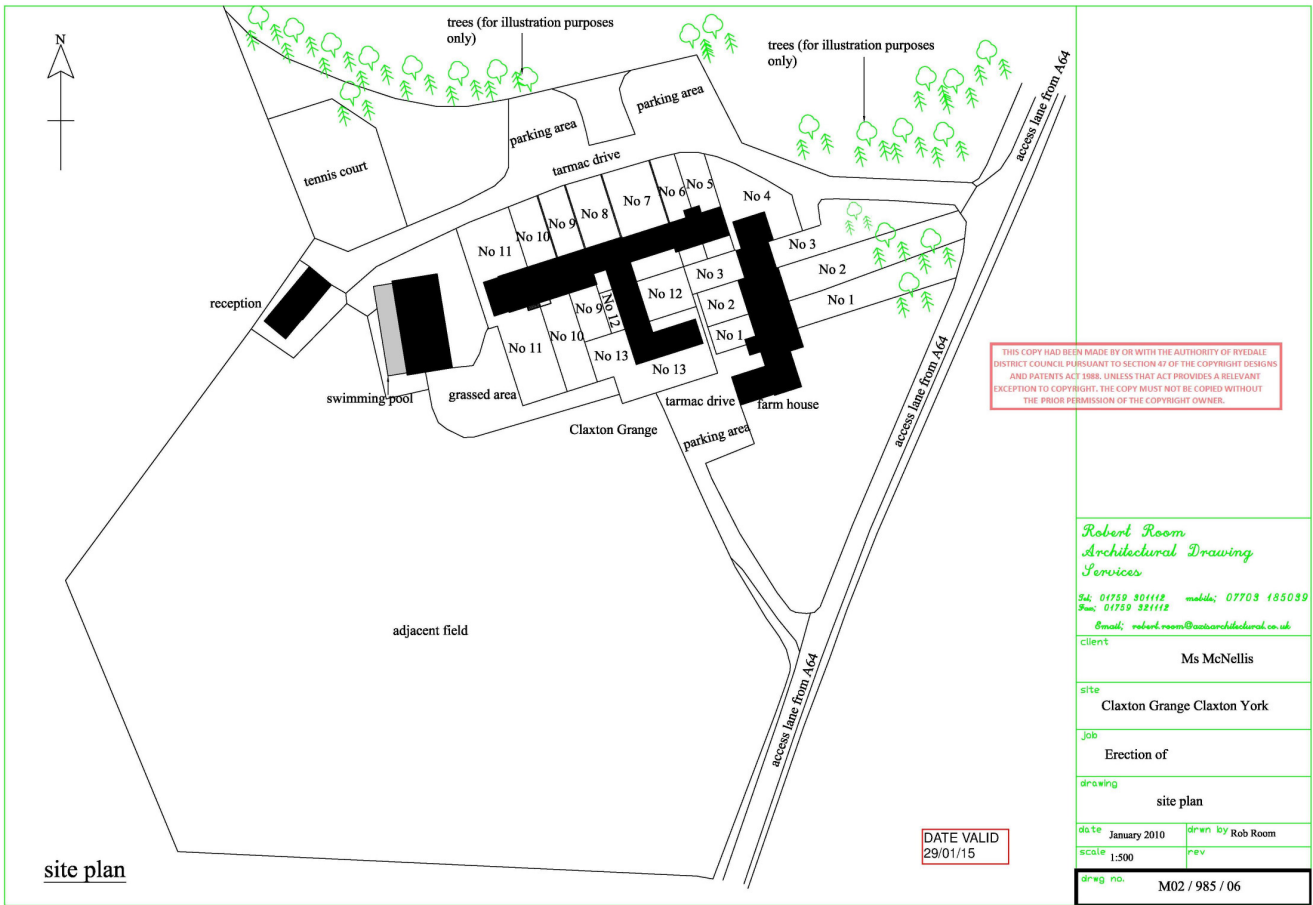 N
trees (for illustration purposes
only)
trees (for illustration purposes
only)
access lane from A64
parking area
parking area
tennis court
tarmac drive
No 11
No 10
No 9
No 8
No 7
No 6
No 5
No 4
No 3
No 2
No 1
No 3
No 2
No 1
No 12
No 12
No 9
No 10
No 11
No 13
No 13
reception
swimming pool
grassed area
tarmac drive
farm house
Claxton Grange
parking area
access lane from A64
adjacent field
access lane from A64
site plan
DATE VALID
29/01/15
THIS COPY HAD BEEN MADE BY OR WITH THE AUTHORITY OF RYEDALE
DISTRICT COUNCIL PURSUANT TO SECTION 47 OF THE COPYRIGHT DESIGNS
AND PATENTS ACT 1988. UNLESS THAT ACT PROVIDES A RELEVANT
EXCEPTION TO COPYRIGHT. THE COPY MUST NOT BE COPIED WITHOUT
THE PRIOR PERMISSION OF THE COPYRIGHT OWNER.
Robert Room
Architectural Drawing
Services
Tel; 01759 301112 mobile; 07703 185039
Fax; 01759 321112
Email; robert.room@axisarchitectural.co.uk
client
Ms McNellis
site
Claxton Grange Claxton York
job
Erection of
drawing
site plan
date January 2010 drwn by Rob Room
scale 1:500 rev
drwg no. M02 / 985 / 06